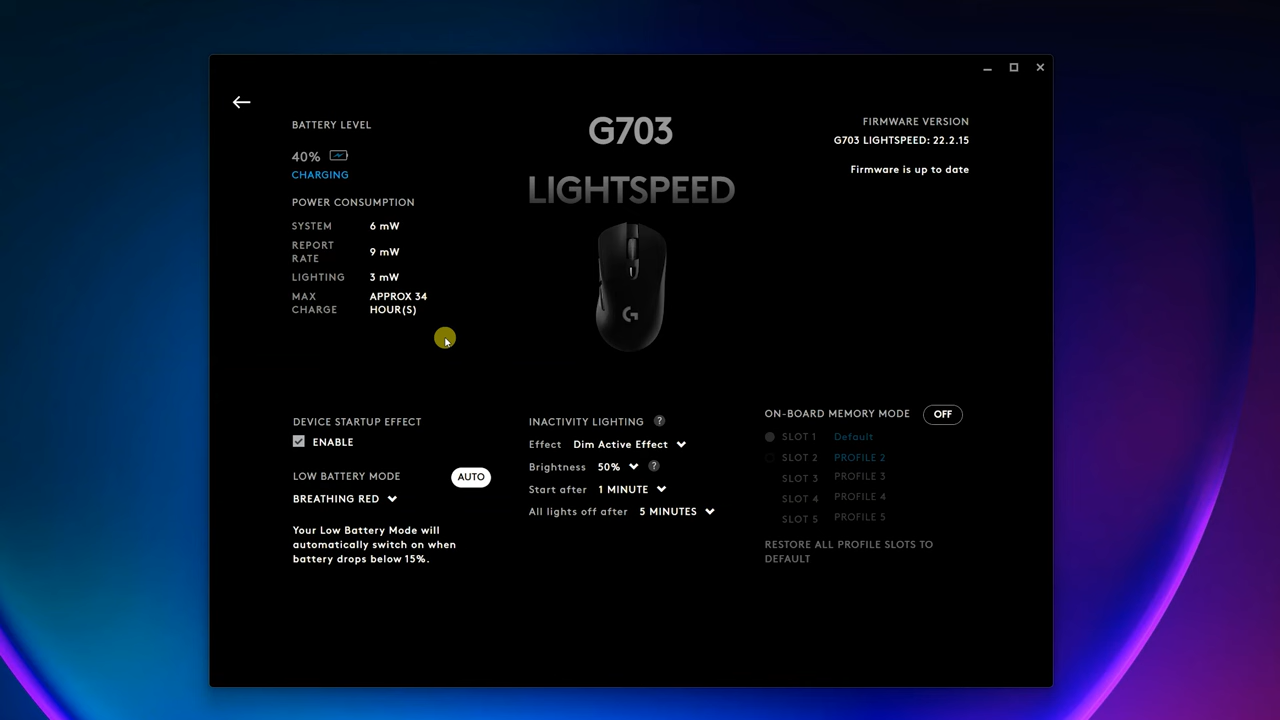 BATTERY LEVEL
40%
CHARGING
POWER CONSUMPTION
SYSTEM 6 mW
REPORT
RATE 9 mW
LIGHTING 3 mW
MAX
CHARGE
APPROX 34
HOUR(S)
G703
LIGHTSPEED
FIRMWARE VERSION
G703 LIGHTSPEED: 22.2.15
Firmware is up to date
DEVICE STARTUP EFFECT
ENABLE
LOW BATTERY MODE AUTO
BREATHING RED
Your Low Battery Mode will
automatically switch on when
battery drops below 15%.
INACTIVITY LIGHTING ?
Effect Dim Active Effect
Brightness 50% ?
Start after 1 MINUTE
All lights off after 5 MINUTES
ON-BOARD MEMORY MODE OFF
SLOT 1 Default
SLOT 2 PROFILE 2
SLOT 3 PROFILE 3
SLOT 4 PROFILE 4
SLOT 5 PROFILE 5
RESTORE ALL PROFILE SLOTS TO
DEFAULT